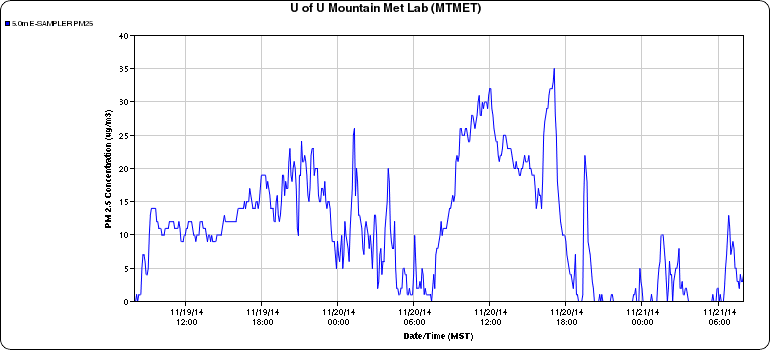 U of U Mountain Met Lab (MTMET)
5.0m E-SAMPLER PM25
PM 2.5 Concentration (ug/m3)
40
35
30
25
20
15
10
5
0
11/19/14 11/19/14 11/20/14 11/20/14 11/20/14 11/20/14 11/21/14 11/21/14
12:00 18:00 00:00 06:00 12:00 18:00 00:00 06:00
Date/Time (MST)